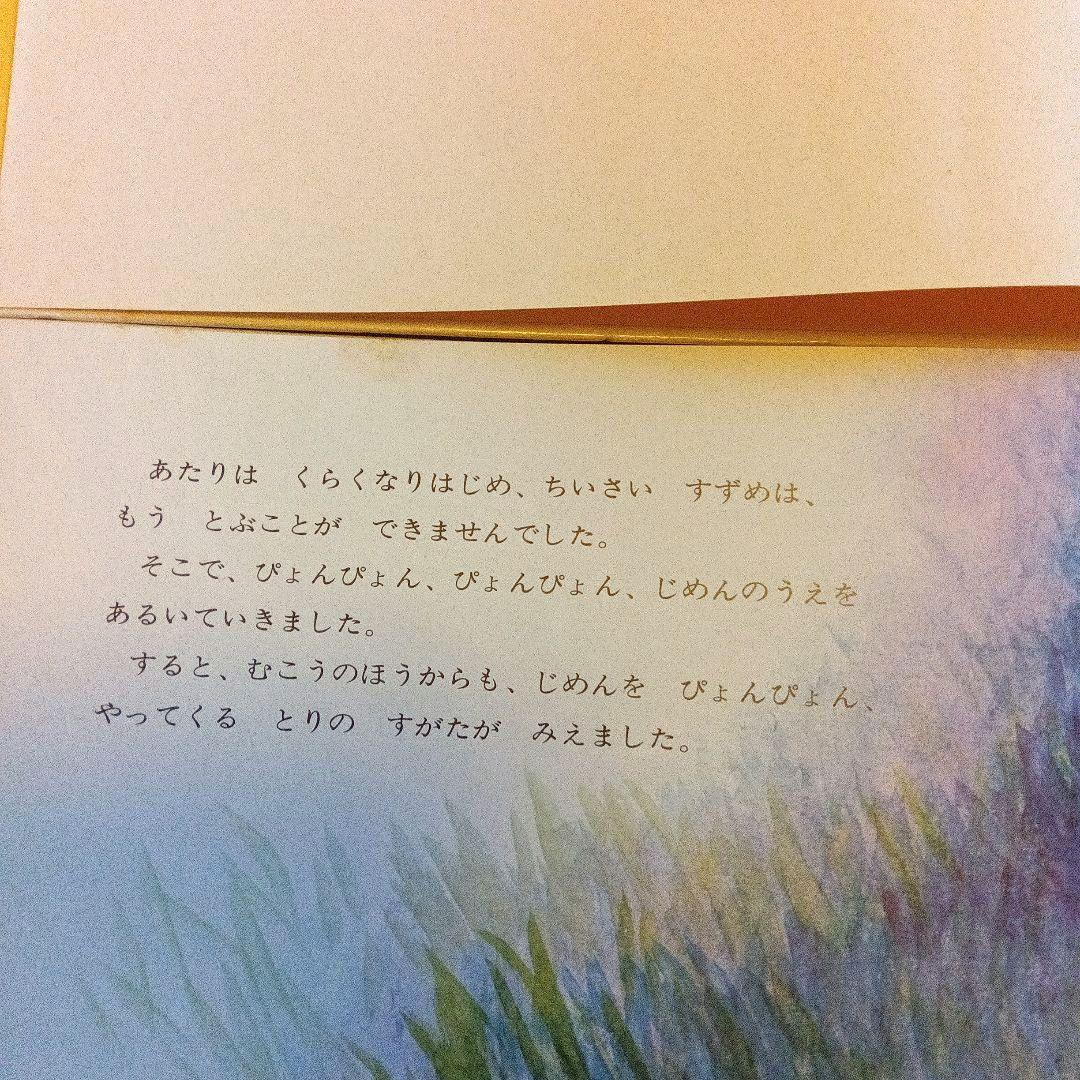 あたりは　くらくなりはじめ、ちいさい　すずめは、
もう　とぶことが　できませんでした。
そこで、ぴょんぴょん、ぴょんぴょん、じめんのうえを
あるいていきました。
すると、むこうのほうからも、じめんを　ぴょんぴょん、
やってくる　とりの　すがたが　みえました。